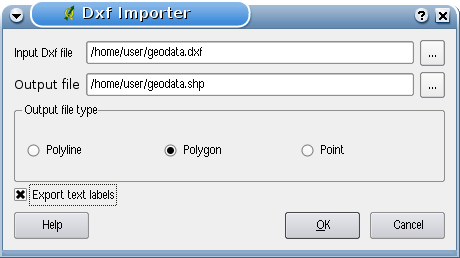 Dxf Importer
Input Dxf file /home/user/geodata.dxf ...
Output file /home/user/geodata.shp ...
Output file type
Polyline Polygon Point
Export text labels
Help OK Cancel